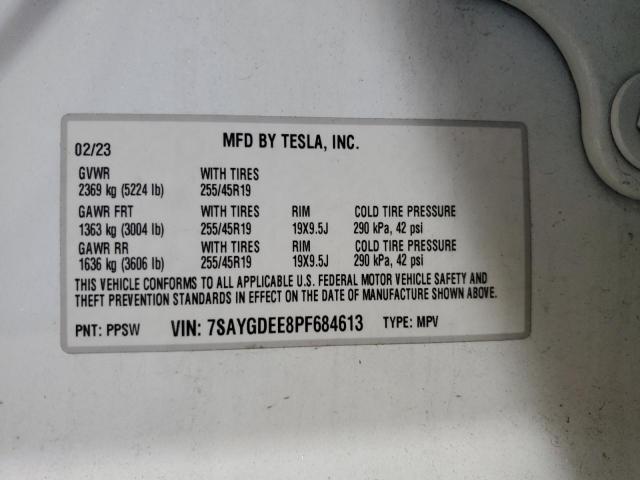 02/23 MFD BY TESLA, INC.
GVWR WITH TIRES
2369 kg (5224 lb) 255/45R19
GAWR FRT WITH TIRES RIM COLD TIRE PRESSURE
1363 kg (3004 lb) 255/45R19 19X9.5J 290 kPa, 42 psi
GAWR RR WITH TIRES RIM COLD TIRE PRESSURE
1636 kg (3606 lb) 255/45R19 19X9.5J 290 kPa, 42 psi
THIS VEHICLE CONFORMS TO ALL APPLICABLE U.S. FEDERAL MOTOR VEHICLE SAFETY AND
THEFT PREVENTION STANDARDS IN EFFECT ON THE DATE OF MANUFACTURE SHOWN ABOVE.
PNT: PPSW VIN: 7SAYGDEE8PF684613 TYPE: MPV